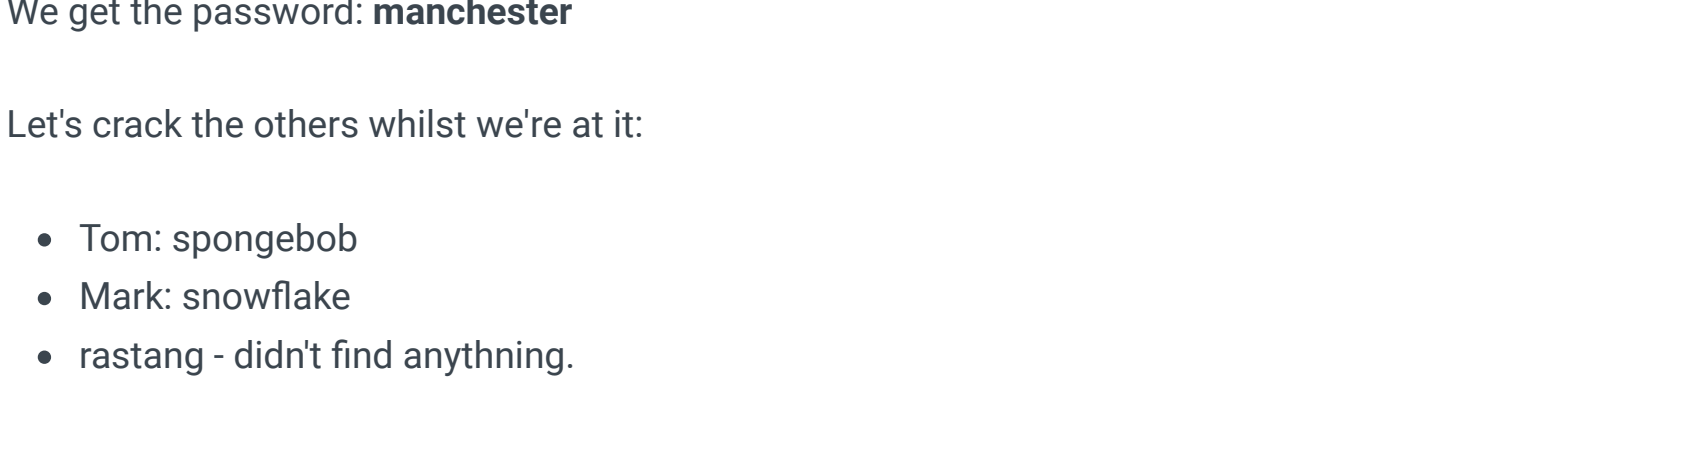 We get the password: manchester
Let's crack the others whilst we're at it:
Tom: spongebob
Mark: snowflake
rastang - didn't find anythning.